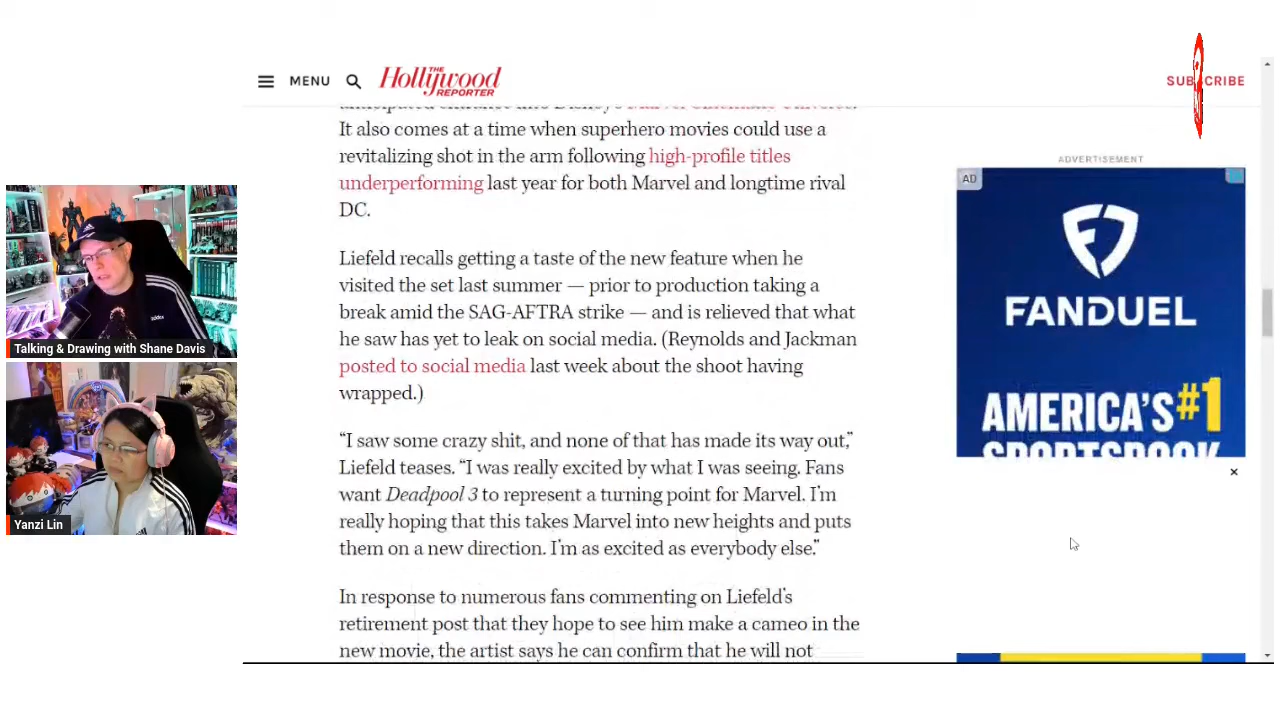 MENU
THE
Hollywood
REPORTER
SUBSCRIBE
anticipated entrance into Disney's Marvel Cinematic Universe.
It also comes at a time when superhero movies could use a
revitalizing shot in the arm following high-profile titles
underperforming last year for both Marvel and longtime rival
DC.
Liefeld recalls getting a taste of the new feature when he
visited the set last summer — prior to production taking a
break amid the SAG-AFTRA strike — and is relieved that what
he saw has yet to leak on social media. (Reynolds and Jackman
posted to social media last week about the shoot having
wrapped.)
“I saw some crazy shit, and none of that has made its way out,”
Liefeld teases. “I was really excited by what I was seeing. Fans
want Deadpool 3 to represent a turning point for Marvel. I’m
really hoping that this takes Marvel into new heights and puts
them on a new direction. I’m as excited as everybody else.”
In response to numerous fans commenting on Liefeld’s
retirement post that they hope to see him make a cameo in the
new movie, the artist says he can confirm that he will not
ADVERTISEMENT
AD
FANDUEL
AMERICA'S #1
SPORTSBOOK
Talking & Drawing with Shane Davis
Yanzi Lin